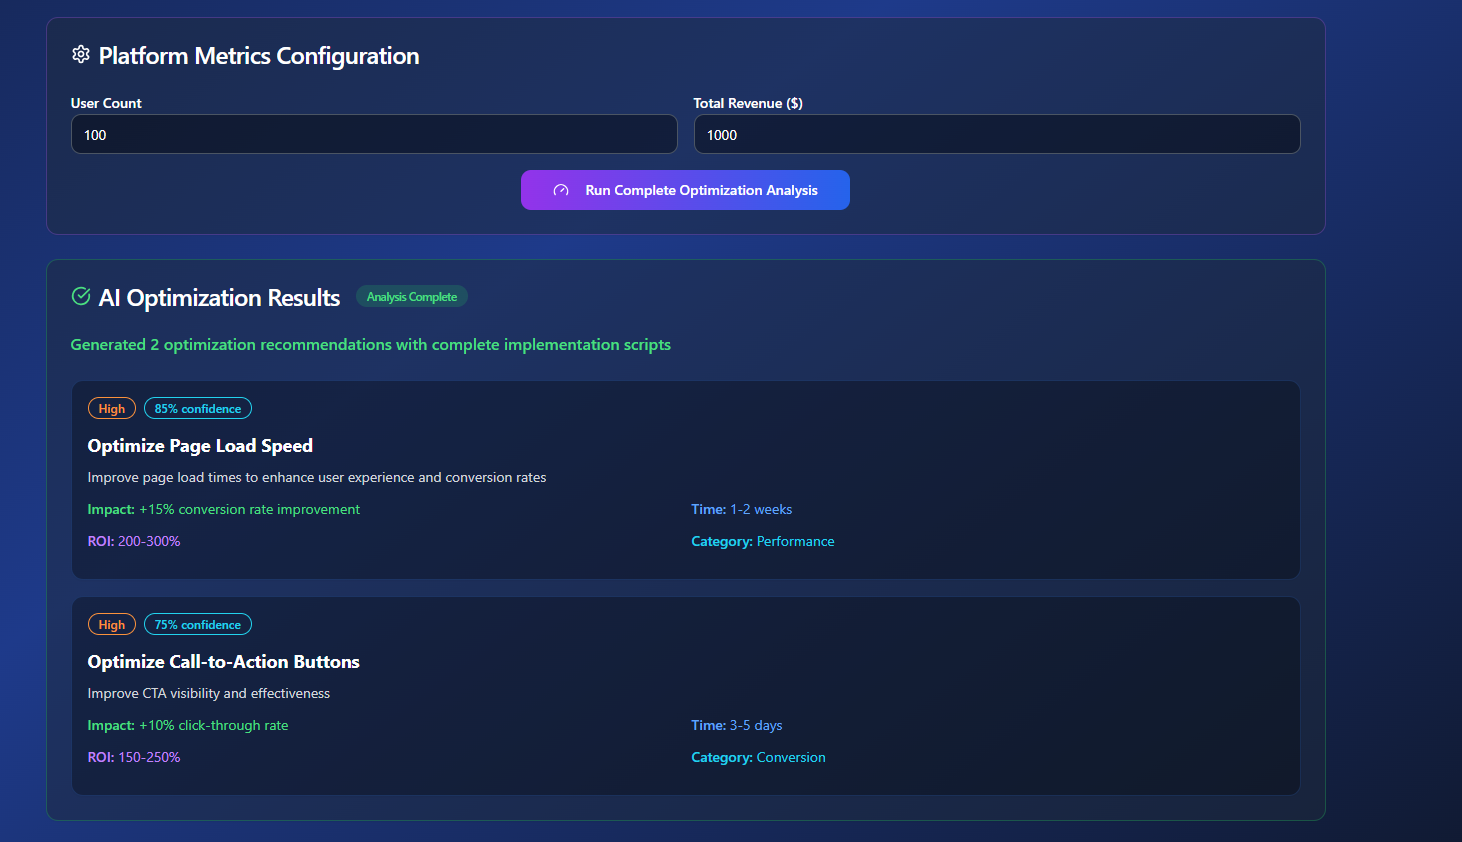 Platform Metrics Configuration
User Count
Total Revenue ($)
100
1000
Run Complete Optimization Analysis
AI Optimization Results
Analysis Complete
Generated 2 optimization recommendations with complete implementation scripts
High
85% confidence
Optimize Page Load Speed
Improve page load times to enhance user experience and conversion rates
Impact: +15% conversion rate improvement
Time: 1-2 weeks
ROI: 200-300%
Category: Performance
High
75% confidence
Optimize Call-to-Action Buttons
Improve CTA visibility and effectiveness
Impact: +10% click-through rate
Time: 3-5 days
ROI: 150-250%
Category: Conversion